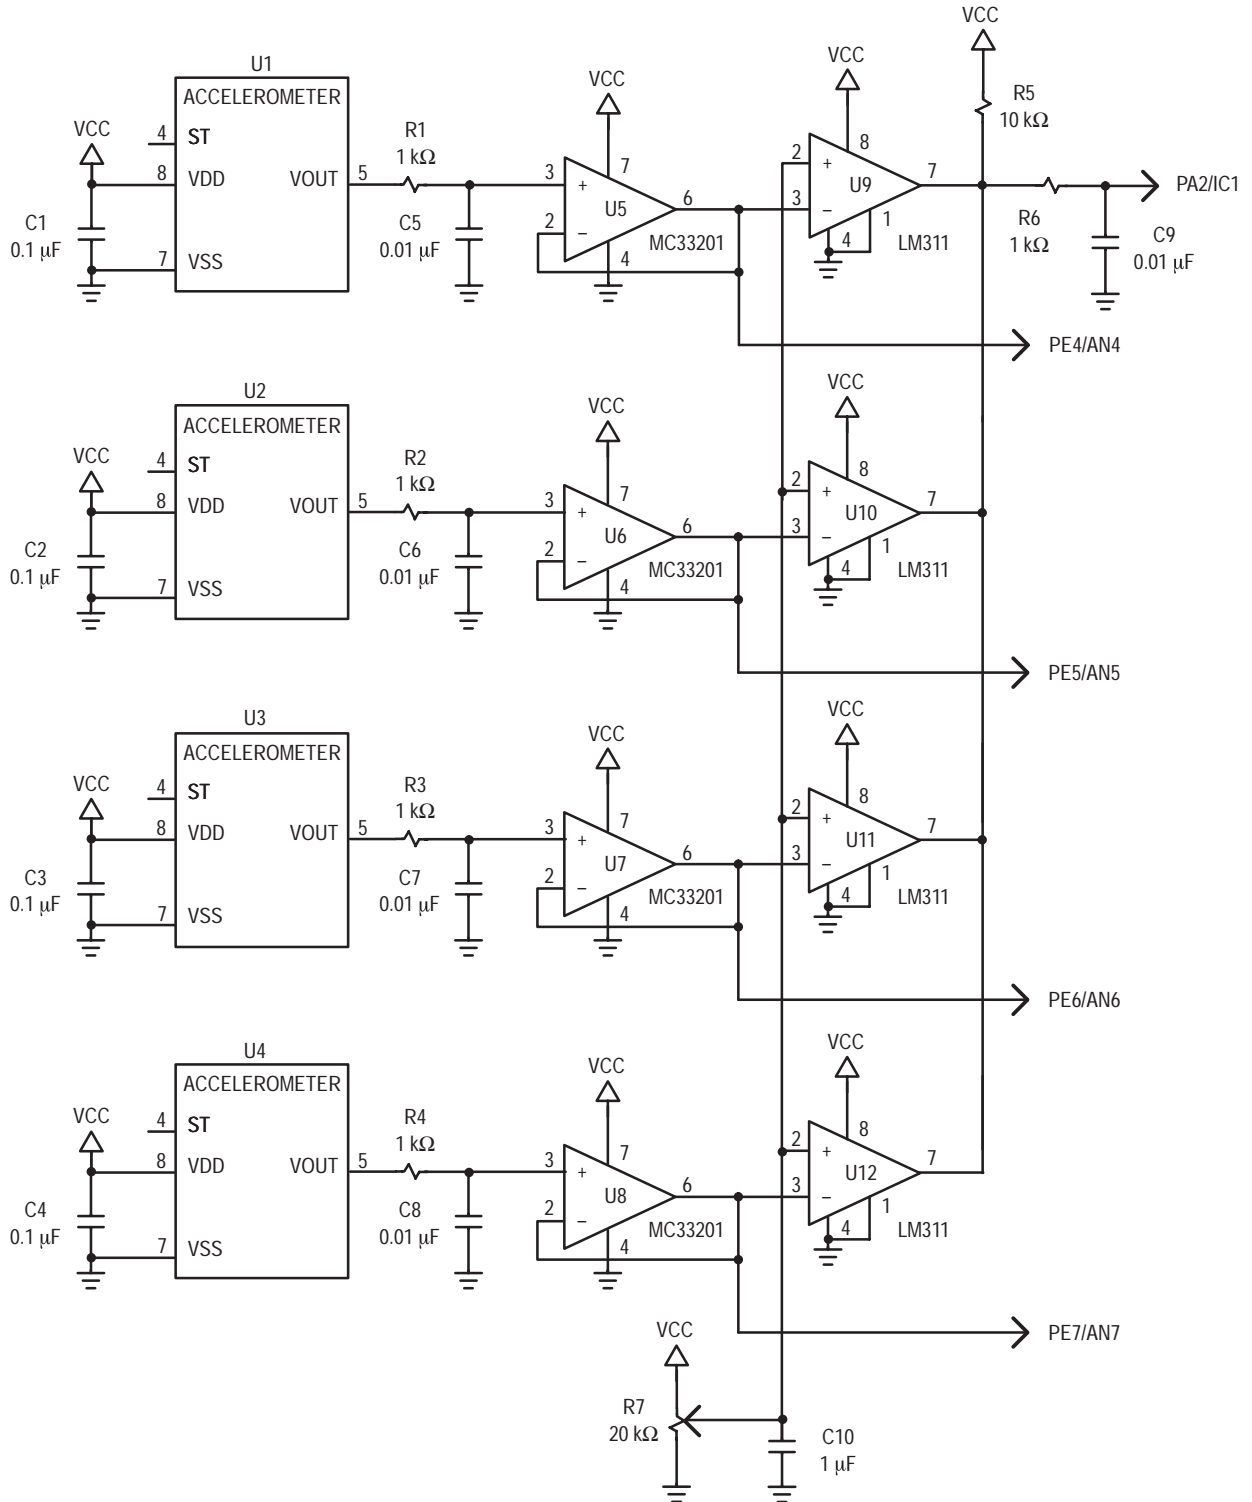 VCC
U1
ACCELEROMETER
4 ST
VCC
8 VDD
VOUT 5
7 VSS
C1
0.1 μF
R1
1 kΩ
C5
0.01 μF
VCC
3 +
7
U5
6
2 −
4
MC33201
VCC
8
2 +
U9
7
3 −
1
4
LM311
R5
10 kΩ
R6
1 kΩ
C9
0.01 μF
PA2/IC1
PE4/AN4
U2
ACCELEROMETER
4 ST
VCC
8 VDD
VOUT 5
7 VSS
C2
0.1 μF
R2
1 kΩ
C6
0.01 μF
VCC
3 +
7
U6
6
2 −
4
MC33201
VCC
8
2 +
U10
7
3 −
1
4
LM311
PE5/AN5
U3
ACCELEROMETER
4 ST
VCC
8 VDD
VOUT 5
7 VSS
C3
0.1 μF
R3
1 kΩ
C7
0.01 μF
VCC
3 +
7
U7
6
2 −
4
MC33201
VCC
8
2 +
U11
7
3 −
1
4
LM311
PE6/AN6
U4
ACCELEROMETER
4 ST
VCC
8 VDD
VOUT 5
7 VSS
C4
0.1 μF
R4
1 kΩ
C8
0.01 μF
VCC
3 +
7
U8
6
2 −
4
MC33201
VCC
8
2 +
U12
7
3 −
1
4
LM311
PE7/AN7
VCC
R7
20 kΩ
C10
1 μF